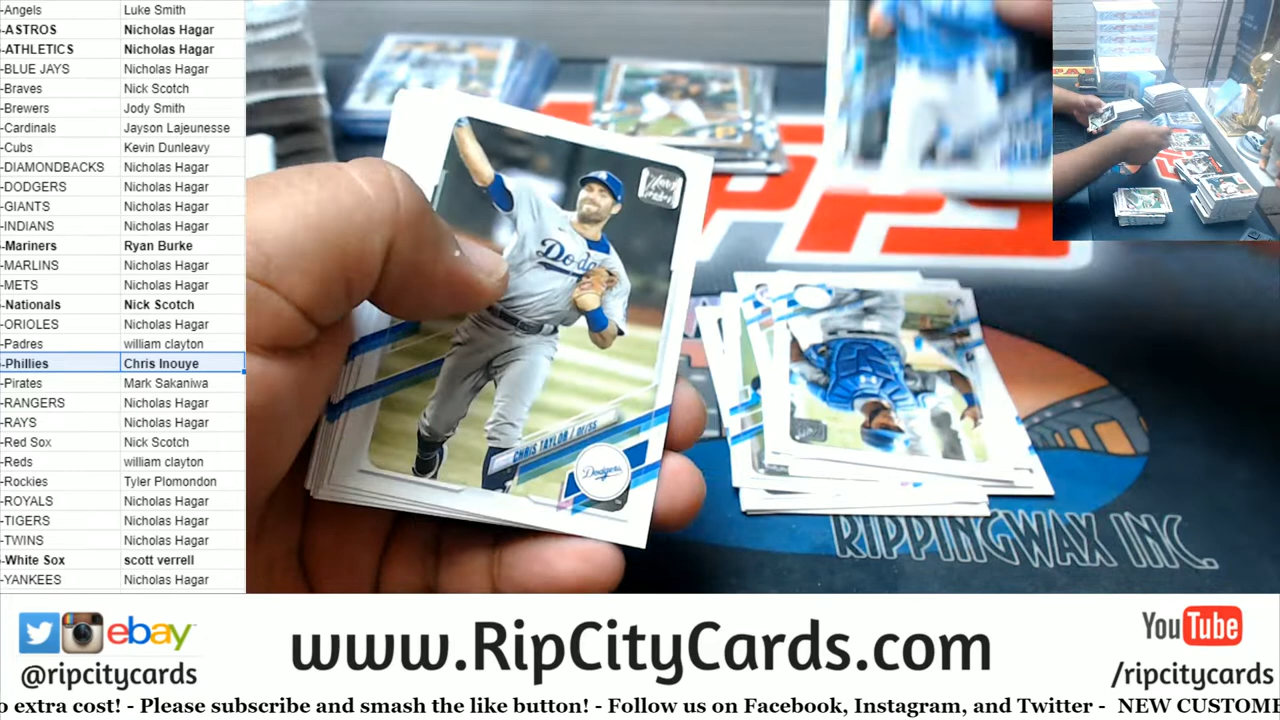 -Angels Luke Smith
-ASTROS Nicholas Hagar
-ATHLETICS Nicholas Hagar
-BLUE JAYS Nicholas Hagar
-Braves Nick Scotch
-Brewers Jody Smith
-Cardinals Jayson Lajeunesse
-Cubs Kevin Dunleavy
-DIAMONDBACKS Nicholas Hagar
-DODGERS Nicholas Hagar
-GIANTS Nicholas Hagar
-INDIANS Nicholas Hagar
-Mariners Ryan Burke
-MARLINS Nicholas Hagar
-METS Nicholas Hagar
-Nationals Nick Scotch
-ORIOLES Nicholas Hagar
-Padres william clayton
-Phillies Chris Inouye
-Pirates Mark Sakaniwa
-RANGERS Nicholas Hagar
-RAYS Nicholas Hagar
-Red Sox Nick Scotch
-Reds william clayton
-Rockies Tyler Plomondon
-ROYALS Nicholas Hagar
-TIGERS Nicholas Hagar
-TWINS Nicholas Hagar
-White Sox scott verrell
-YANKEES Nicholas Hagar
Dodg
CHRIS TAYLOR
Dodgers
RIPPINGWAX INC.
ebay
@ripcitycards
www.RipCityCards.com
YouTube
/ripcitycards
o extra cost! - Please subscribe and smash the like button! - Follow us on Facebook, Instagram, and Twitter - NEW CUSTOME